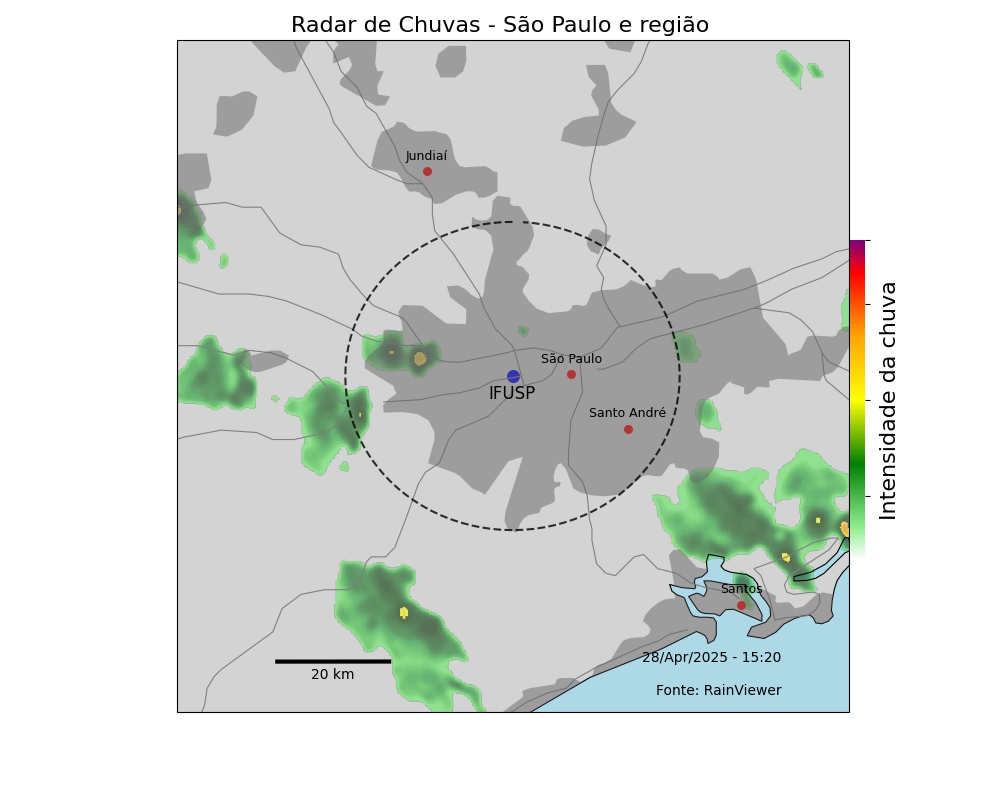 Radar de Chuvas - São Paulo e região
Jundiaí
São Paulo
IFUSP
Santo André
Intensidade da chuva
Santos
28/Apr/2025 - 15:20
20 km
Fonte: RainViewer